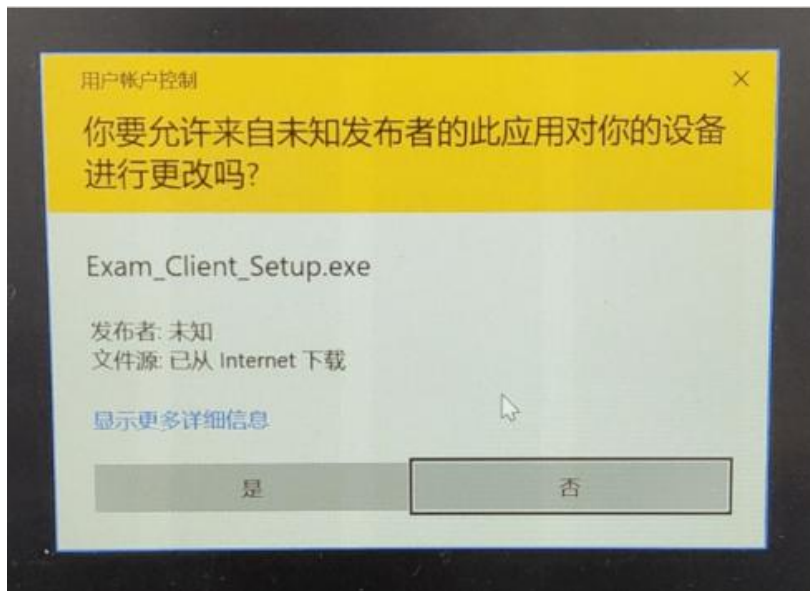 用户帐户控制
×
你要允许来自未知发布者的此应用对你的设备
进行更改吗?
Exam_Client_Setup.exe
发布者: 未知
文件源: 已从 Internet 下载
显示更多详细信息
是
否